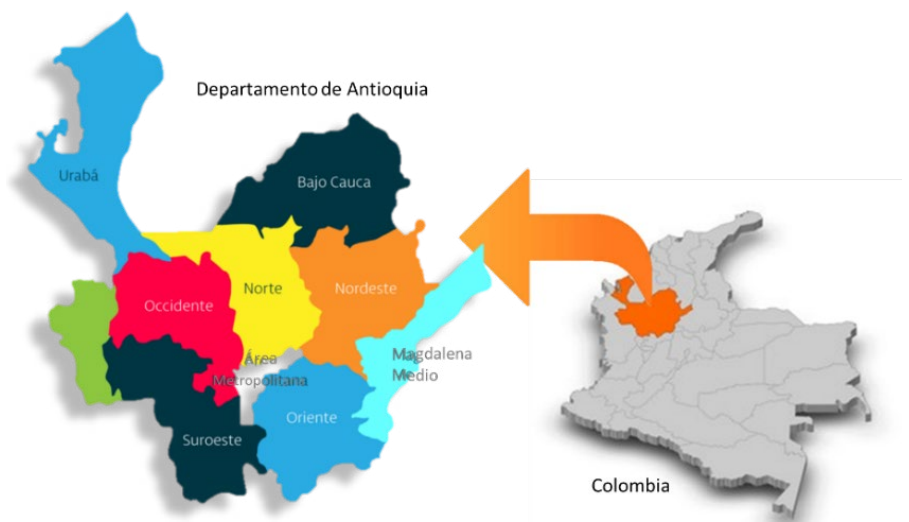 Departamento de Antioquia
Urabá
Bajo Cauca
Occidente
Norte
Nordeste
Área
Metropolitana
Magdalena
Medio
Oriente
Suroeste
Colombia